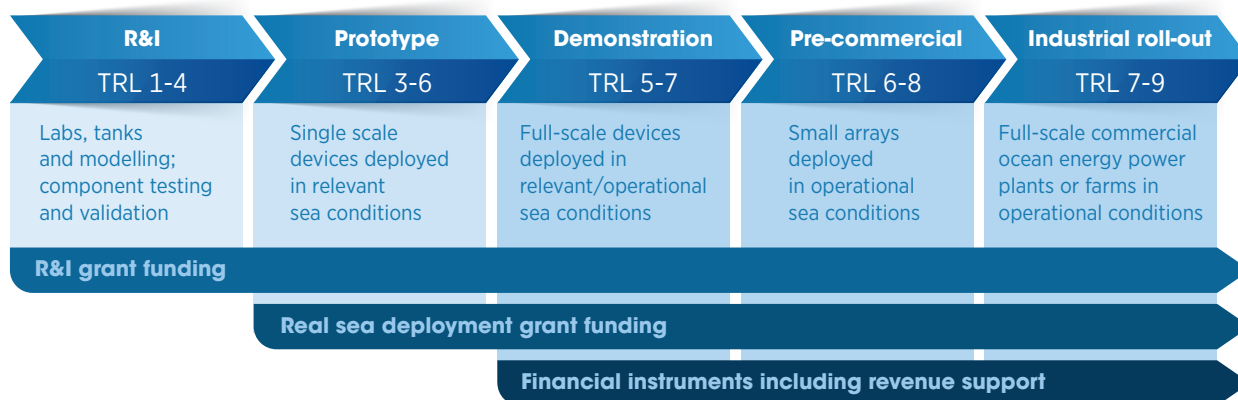 R&I
Prototype
Demonstration
Pre-commercial
Industrial roll-out
TRL 1-4
TRL 3-6
TRL 5-7
TRL 6-8
TRL 7-9
Labs, tanks
and modelling;
component testing
and validation
Single scale
devices deployed
in relevant
sea conditions
Full-scale devices
deployed in
relevant/operational
sea conditions
Small arrays
deployed
in operational
sea conditions
Full-scale commercial
ocean energy power
plants or farms in
operational conditions
R&I grant funding
Real sea deployment grant funding
Financial instruments including revenue support